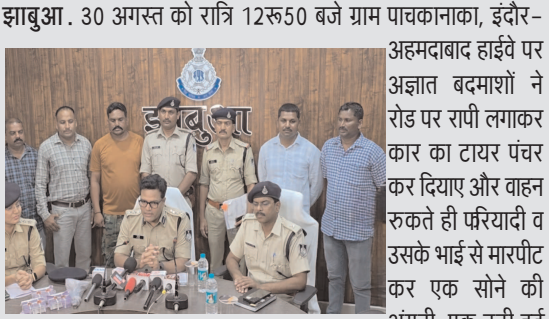 झाबुआ. 30 अगस्त को रात्रि 12रू50 बजे ग्राम पाचकानाका, इंदौर-
अहमदाबाद हाईवे पर
अज्ञात बदमाशों ने
रोड पर रापी लगाकर
कार का टायर पंचर
कर दियाए और वाहन
रुकते ही फरियादी व
उसके भाई से मारपीट
कर एक सोने की
झाबुआ